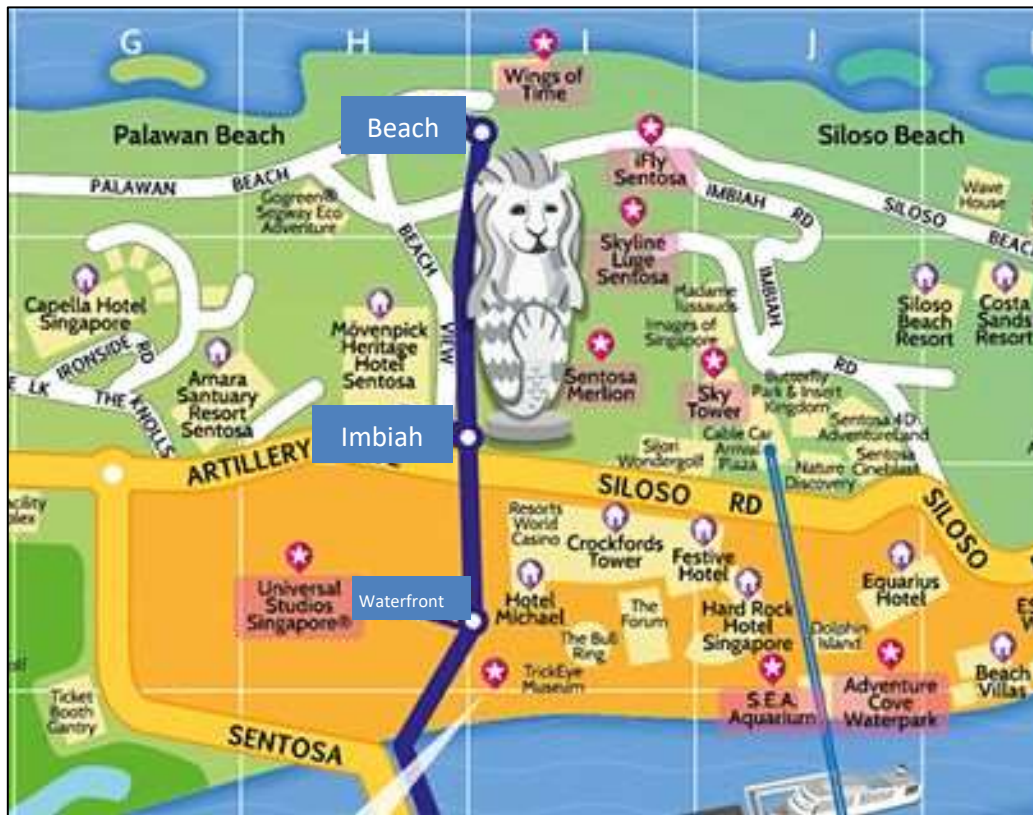 G
H
I
J
Wings of
Time
Beach
Palawan Beach
Siloso Beach
iFly
Sentosa
PALAWAN
BEACH
Gogreen®
Segway Eco
Adventure
IMBIAH
RD
SILOSO
BEACH
Wave
House
BEACH
VIEW
Skyline
Luge
Sentosa
IMBIAH
RD
Madame
Tussauds
Images of
Singapore
Capella Hotel
Singapore
IRONSIDE
RD
Mövenpick
Heritage
Hotel
Sentosa
Siloso
Beach
Resort
Costa
Sands
Resort
Amara
Santuary
Resort
Sentosa
LK
THE KNOLLS
Sentosa
Merlion
Sky
Tower
Butterfly
Park & Insert
Kingdom
Imbiah
Sijori
Wondergolf
Cable Car
Arrival
Plaza
Sentosa 4D
AdventureLand
Sentosa
Cineblast
Nature
Discovery
ARTILLERY
SILOSO
RD
SILOSO
Resorts
World
Casino
Crockfords
Tower
Festive
Hotel
Equarius
Hotel
Universal
Studios
Singapore®
Waterfront
Hotel
Michael
The
Forum
Hard Rock
Hotel
Singapore
The Bull
Ring
Dolphin
Island
TrickEye
Museum
S.E.A.
Aquarium
Adventure
Cove
Waterpark
Beach
Villas
Ticket
Booth
Gantry
SENTOSA